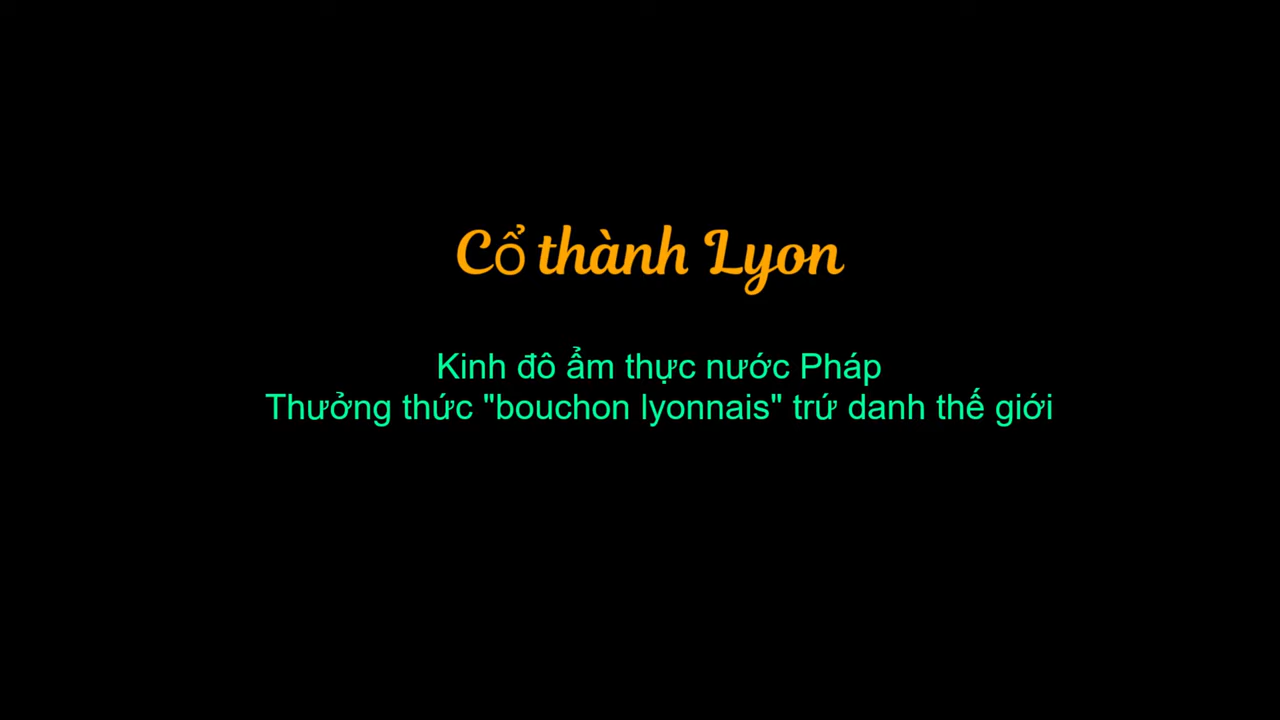 Cổ thành Lyon
Kinh đô ẩm thực nước Pháp
Thưởng thức "bouchon lyonnais" trứ danh thế giới